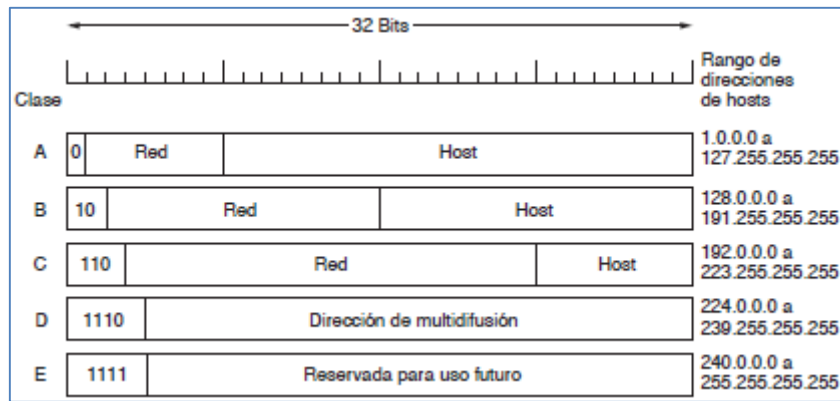 32 Bits
Rango de
direcciones
de hosts
Clase
A 0 Red Host 1.0.0.0 a
127.255.255.255
B 10 Red Host 128.0.0.0 a
191.255.255.255
C 110 Red Host 192.0.0.0 a
223.255.255.255
D 1110 Dirección de multidifusión 224.0.0.0 a
239.255.255.255
E 1111 Reservada para uso futuro 240.0.0.0 a
255.255.255.255